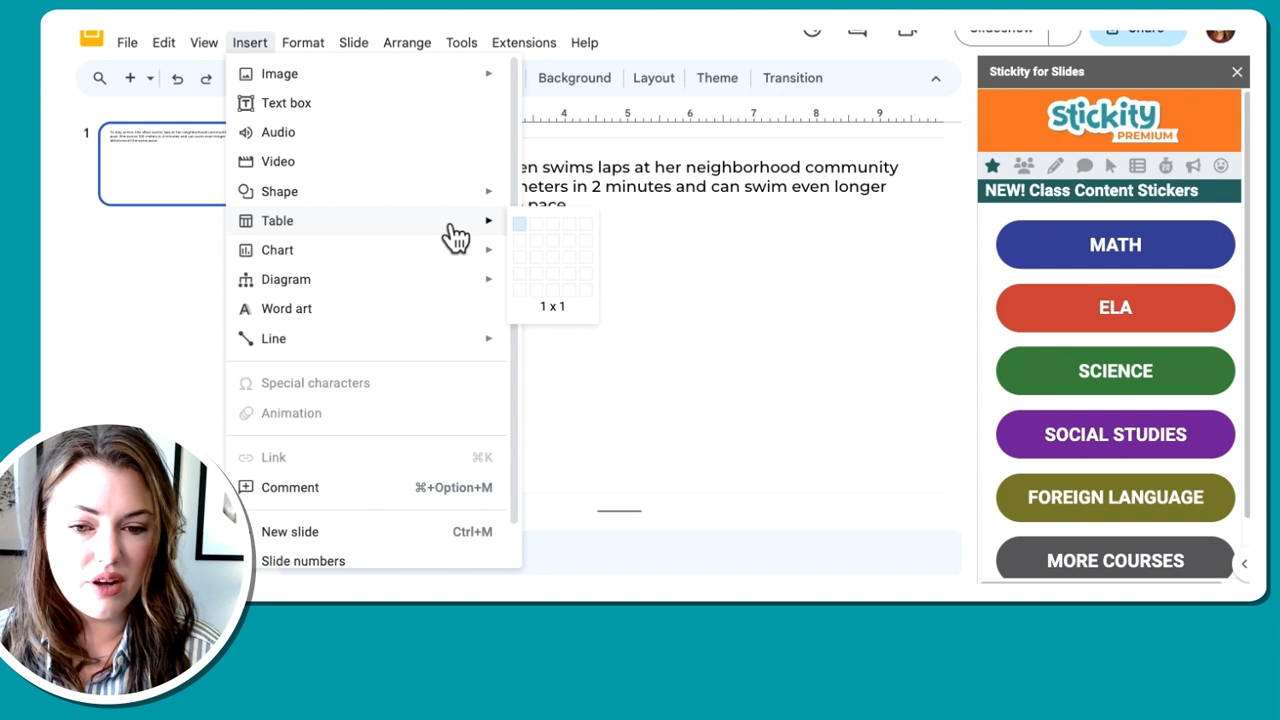 File Edit View Insert Format Slide Arrange Tools Extensions Help
Slideshow
Share
Background Layout Theme Transition
1
Image
Text box
Audio
Video
Shape
Table
Chart
Diagram
Word art
Line
Special characters
Animation
Link ⌘K
Comment ⌘+Option+M
New slide Ctrl+M
Slide numbers
1 x 1
4 5 6 7 8 9
en swims laps at her neighborhood community
neters in 2 minutes and can swim even longer
pace
Stickity for Slides
Stickity
PREMIUM
NEW! Class Content Stickers
MATH
ELA
SCIENCE
SOCIAL STUDIES
FOREIGN LANGUAGE
MORE COURSES